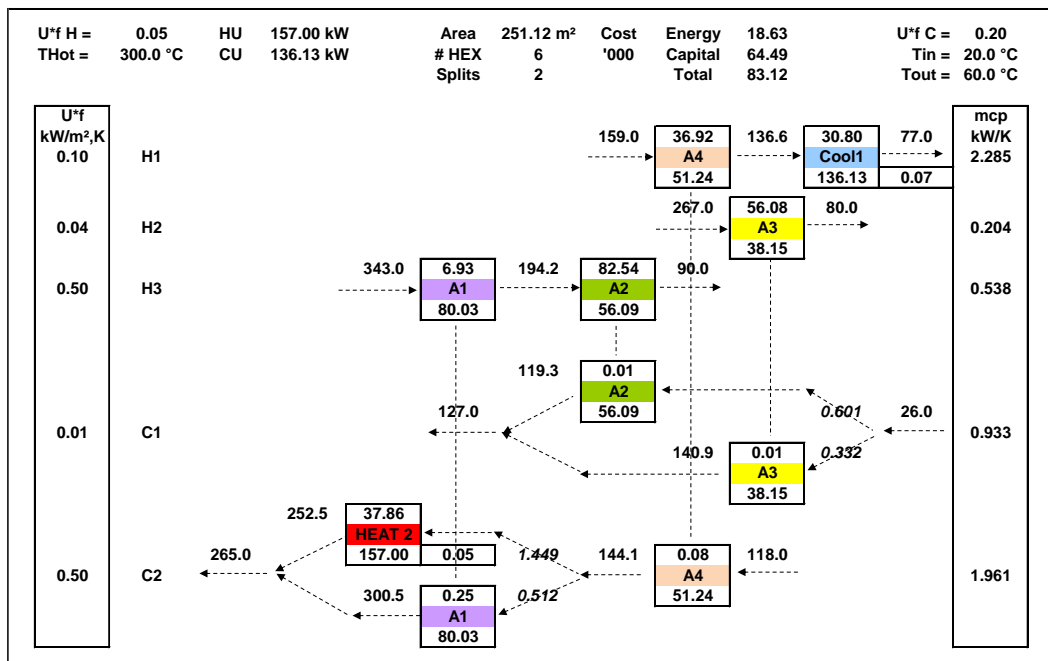 U*f H = 0.05 HU 157.00 kW Area 251.12 m² Cost Energy 18.63 U*f C = 0.20
THot = 300.0 °C CU 136.13 kW # HEX 6 '000 Capital 64.49 Tin = 20.0 °C
Splits 2 Total 83.12 Tout = 60.0 °C
U*f mcp
kW/m²,K 159.0 36.92 136.6 30.80 77.0 kW/K
0.10 H1 A4 Cool1 2.285
51.24 136.13 0.07
267.0 56.08 80.0
0.04 H2 A3 0.204
38.15
343.0 6.93 194.2 82.54 90.0
0.50 H3 A1 A2 0.538
80.03 56.09
119.3 0.01
A2
127.0 56.09 0.601 26.0
0.01 C1 0.933
140.9 0.01 0.332
A3
38.15
252.5 37.86
HEAT 2
265.0 157.00 0.05 1.449 144.1 0.08 118.0
0.50 C2 A4 1.961
300.5 0.25 0.512 51.24
A1
80.03